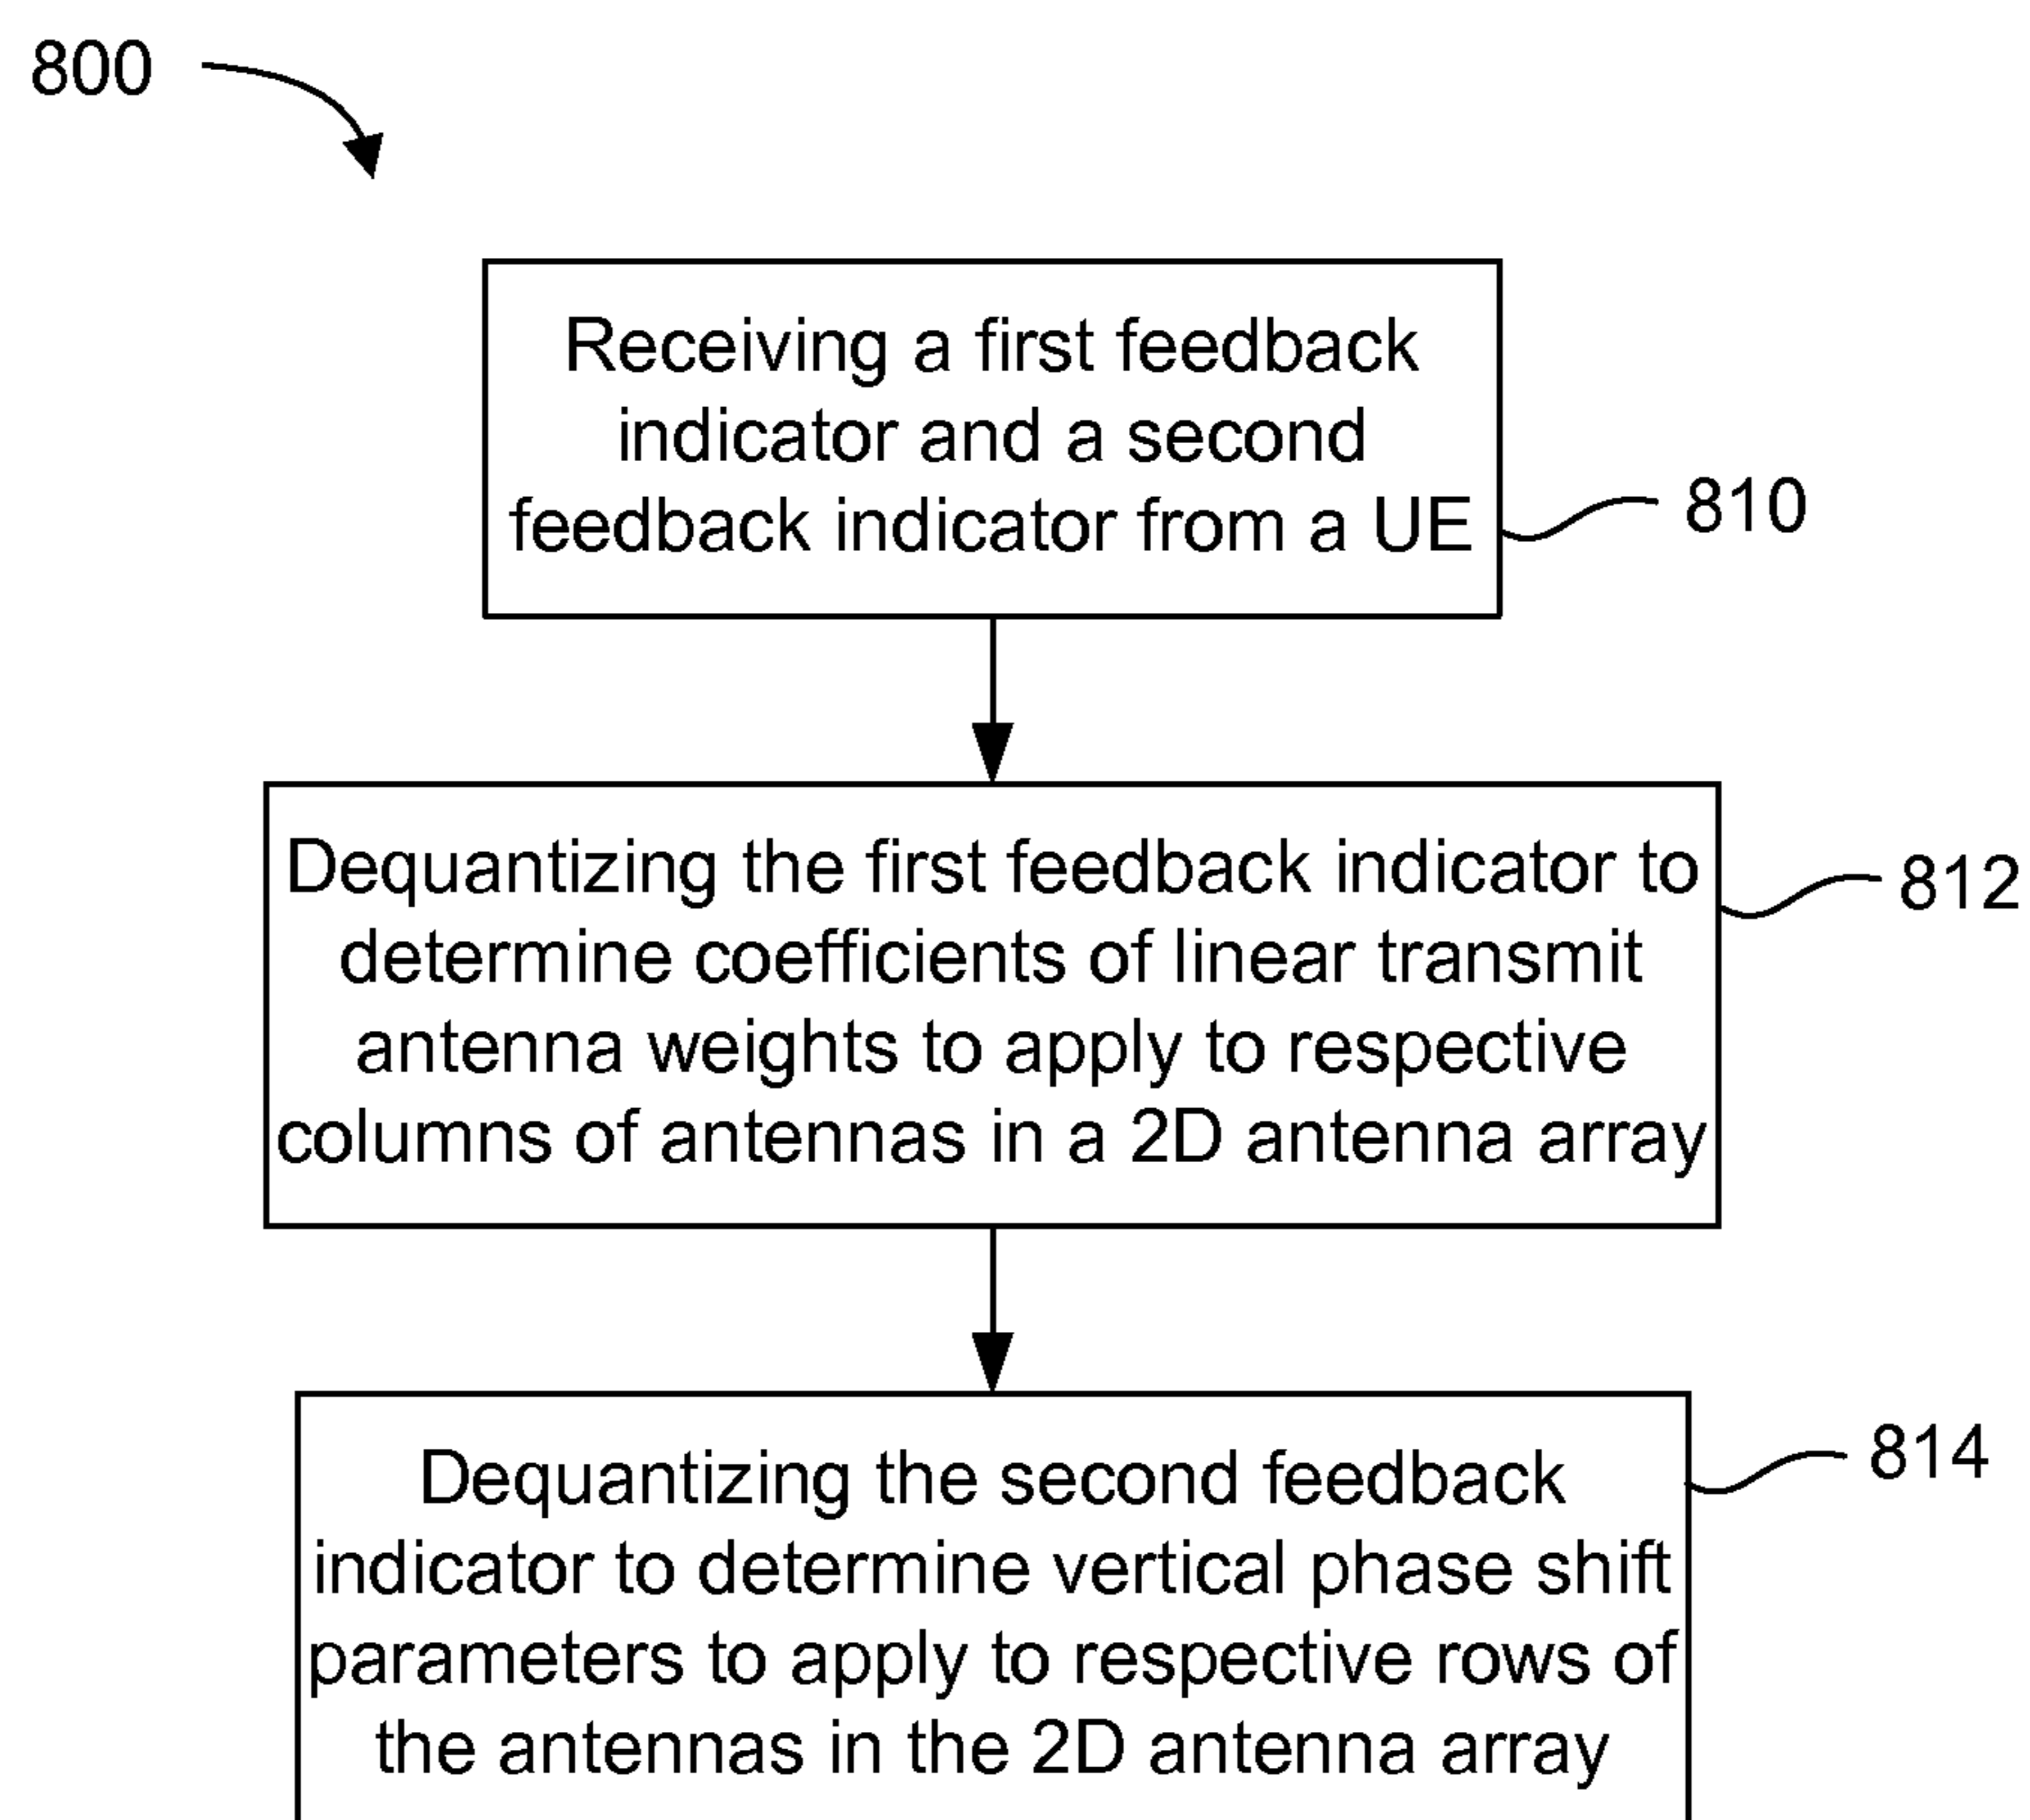 800
Receiving a first feedback
indicator and a second
feedback indicator from a UE
810
Dequantizing the first feedback indicator to
determine coefficients of linear transmit
antenna weights to apply to respective
columns of antennas in a 2D antenna array
812
Dequantizing the second feedback
indicator to determine vertical phase shift
parameters to apply to respective rows of
the antennas in the 2D antenna array
814